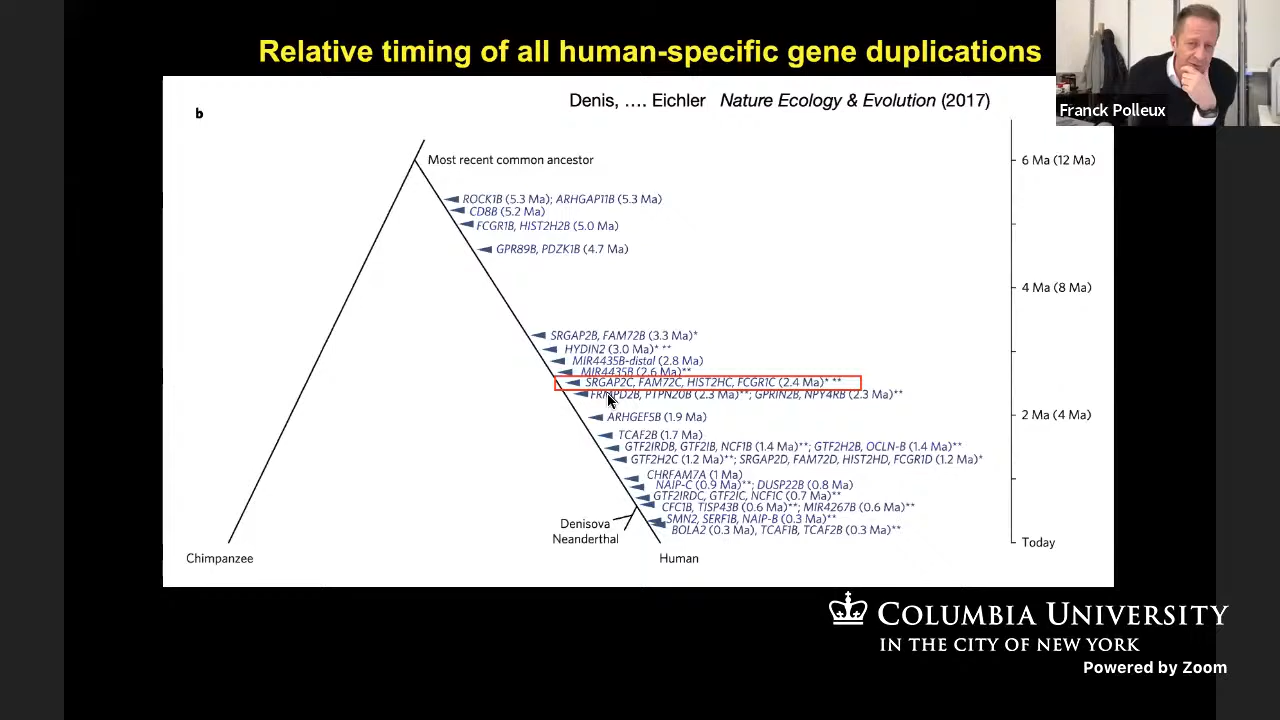 Relative timing of all human-specific gene duplications
Franck Polleux
Denis, .... Eichler Nature Ecology & Evolution (2017)
b
Most recent common ancestor
6 Ma (12 Ma)
ROCK1B (5.3 Ma); ARHGAP11B (5.3 Ma)
CD8B (5.2 Ma)
FCGR1B, HIST2H2B (5.0 Ma)
GPR89B, PDZK1B (4.7 Ma)
4 Ma (8 Ma)
SRGAP2B, FAM72B (3.3 Ma)*
HYDIN2 (3.0 Ma)* **
MIR4435B-distal (2.8 Ma)
MIR4435B (2.6 Ma)**
SRGAP2C, FAM72C, HIST2HC, FCGR1C (2.4 Ma)* **
FRMPD2B, PTPN20B (2.3 Ma)**; GPRIN2B, NPY4RB (2.3 Ma)**
2 Ma (4 Ma)
ARHGEF5B (1.9 Ma)
TCAF2B (1.7 Ma)
GTF2IRDB, GTF2IB, NCF1B (1.4 Ma)**; GTF2H2B, OCLN-B (1.4 Ma)**
GTF2H2C (1.2 Ma)**; SRGAP2D, FAM72D, HIST2HD, FCGR1D (1.2 Ma)*
CHRFAM7A (1 Ma)
NAIP-C (0.9 Ma)**; DUSP22B (0.8 Ma)
GTF2IRDC, GTF2IC, NCF1C (0.7 Ma)**
CFC1B, TISP43B (0.6 Ma)**; MIR4267B (0.6 Ma)**
SMN2, SERF1B, NAIP-B (0.3 Ma)**
BOLA2 (0.3 Ma), TCAF1B, TCAF2B (0.3 Ma)**
Denisova
Neanderthal
Today
Chimpanzee
Human
COLUMBIA UNIVERSITY
IN THE CITY OF NEW YORK
Powered by Zoom